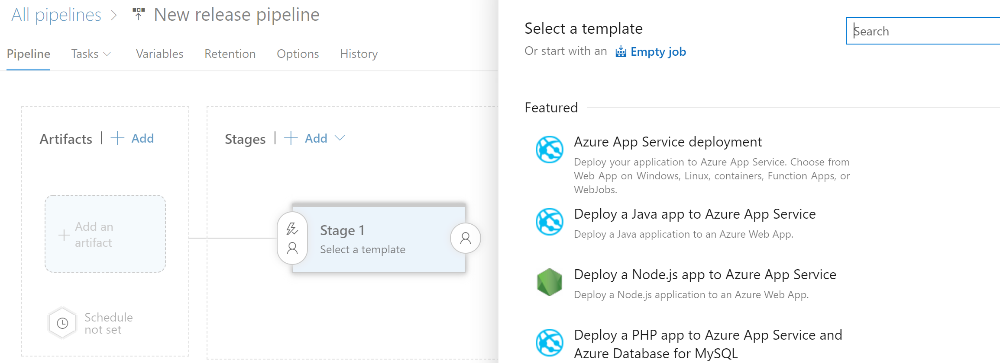 All pipelines
New release pipeline
Pipeline Tasks Variables Retention Options History
Artifacts | Add
Add an
artifact
Schedule
not set
Stages | Add
Stage 1
Select a template
Select a template
Or start with an Empty job
Search
Featured
Azure App Service deployment
Deploy your application to Azure App Service. Choose from
Web App on Windows, Linux, containers, Function Apps, or
WebJobs.
Deploy a Java app to Azure App Service
Deploy a Java application to an Azure Web App.
Deploy a Node.js app to Azure App Service
Deploy a Node.js application to an Azure Web App.
Deploy a PHP app to Azure App Service and
Azure Database for MySQL